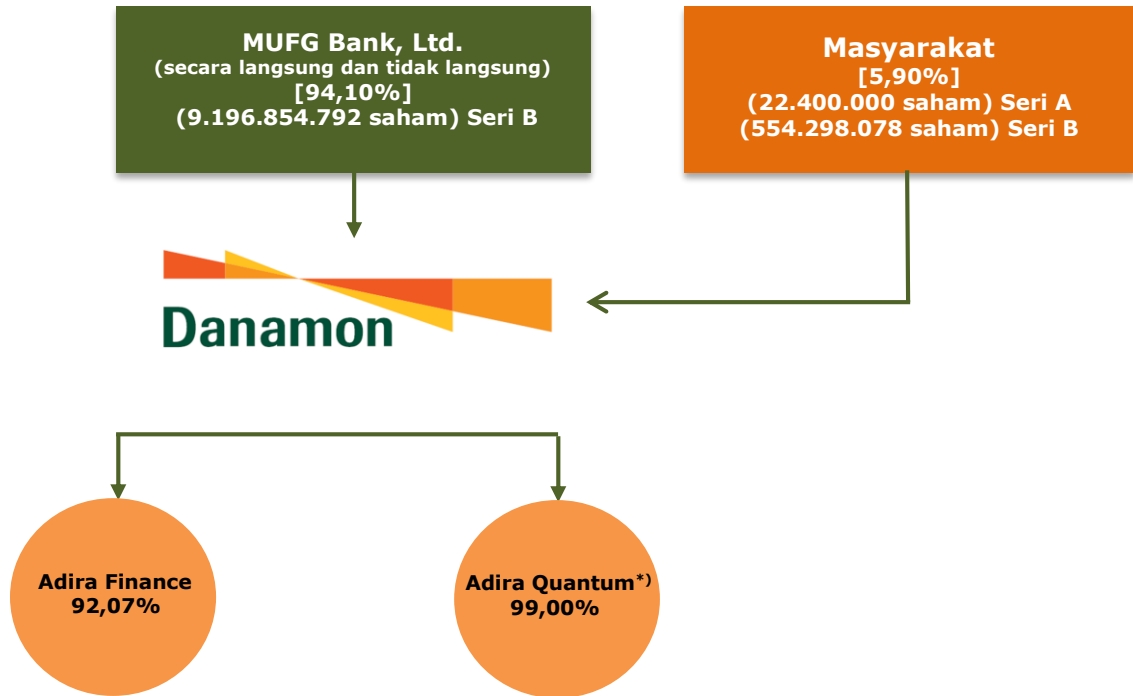 MUFG Bank, Ltd.
(secara langsung dan tidak langsung)
[94,10%]
(9.196.854.792 saham) Seri B
Masyarakat
[5,90%]
(22.400.000 saham) Seri A
(554.298.078 saham) Seri B
Danamon
Adira Finance
92,07%
Adira Quantum*)
99,00%